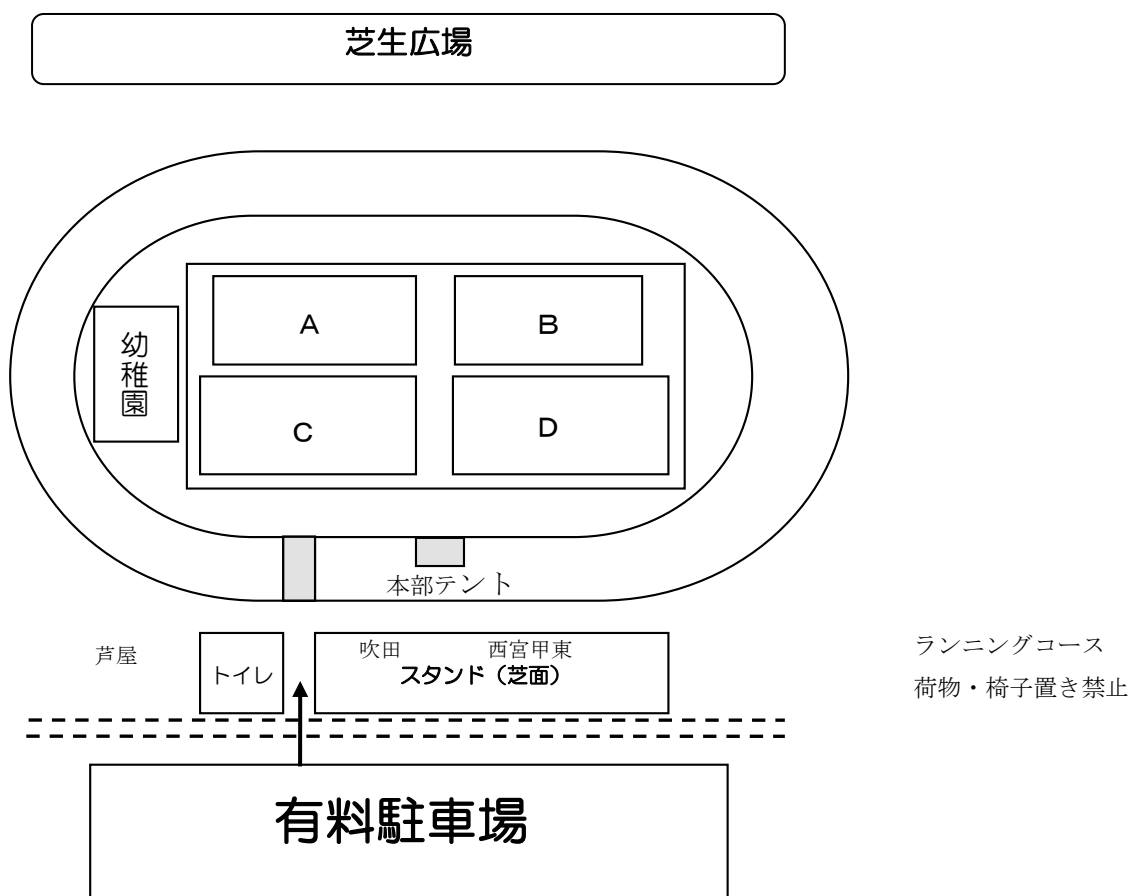 芝生広場
A
B
幼稚園
C
D
本部テント
芦屋
トイレ
吹田
西宮甲東
スタンド（芝面）
ランニングコース
荷物・椅子置き禁止
有料駐車場